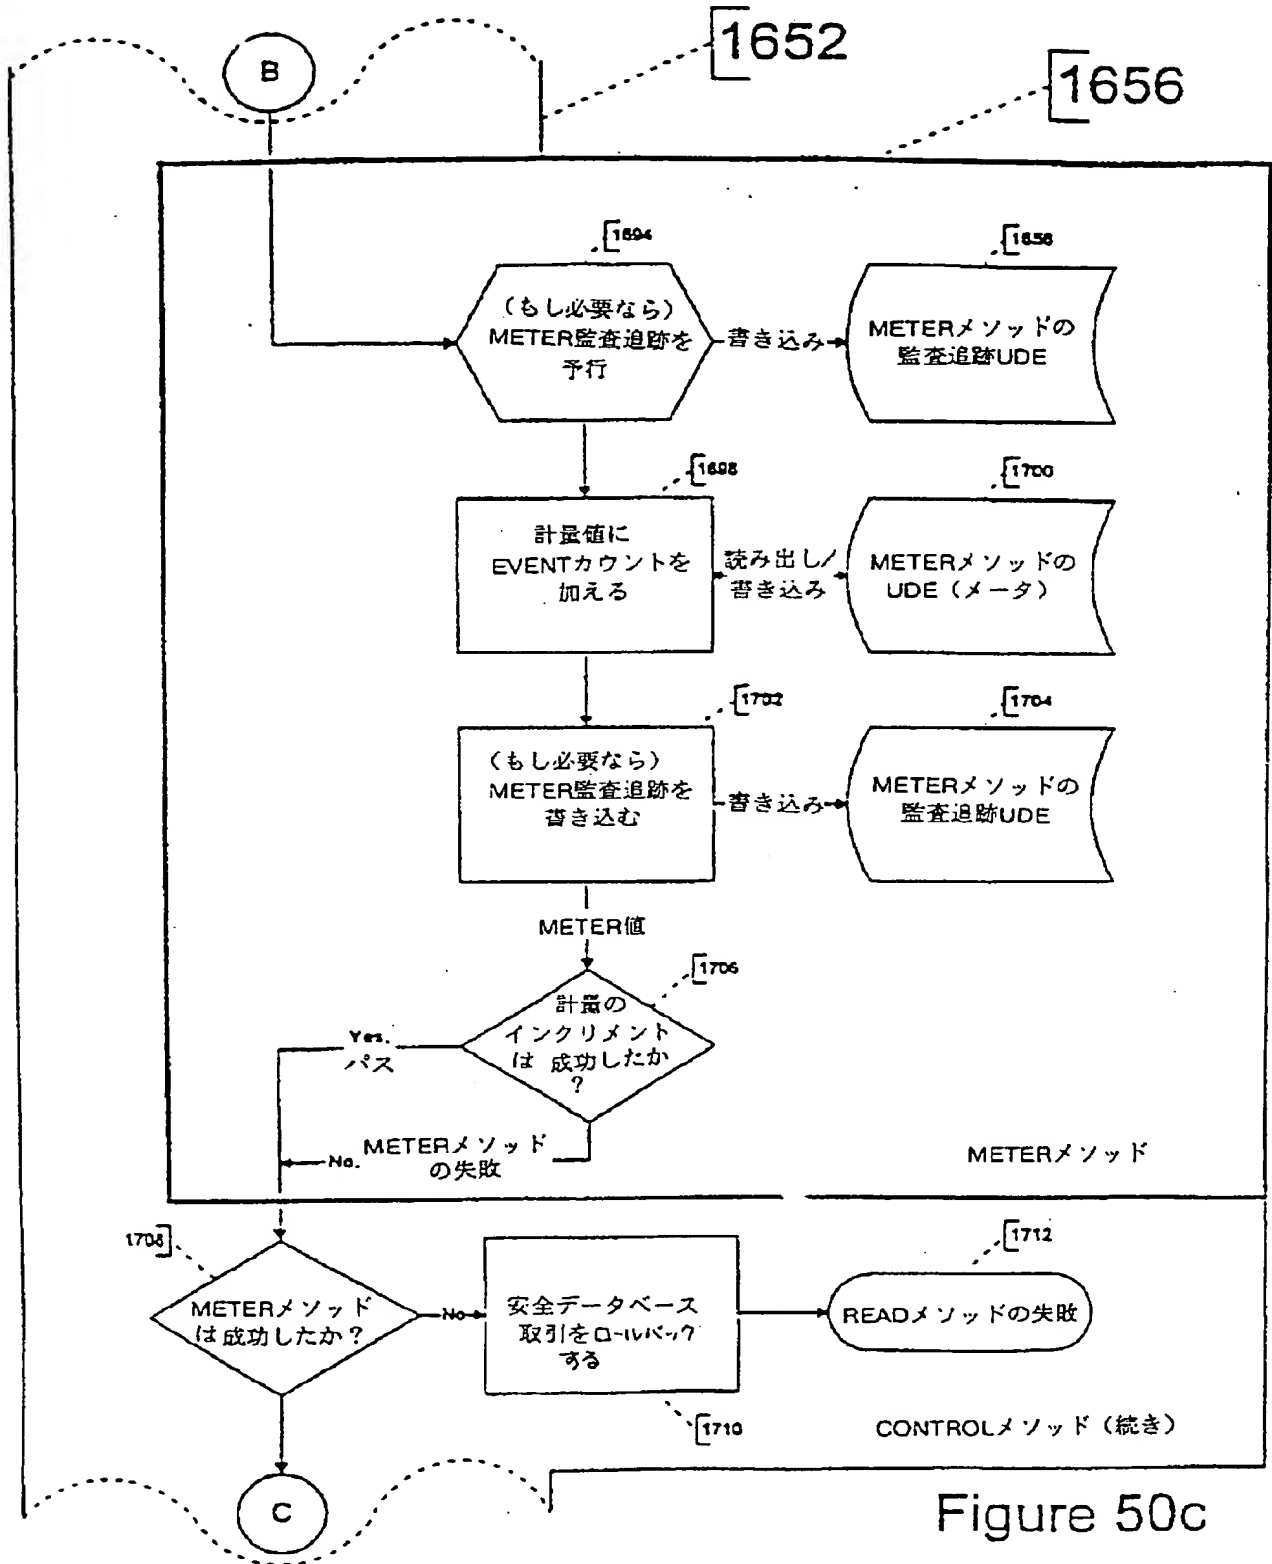 1652
1656
B
1694
(もし必要なら)
METER監査追跡を
予行
書き込み
METERメソッドの
監査追跡UDE
1698
計量値に
EVENTカウントを
加える
読み出し/
書き込み
1700
METERメソッドの
UDE(メータ)
1702
(もし必要なら)
METER監査追跡を
書き込む
書き込み
1704
METERメソッドの
監査追跡UDE
METER値
1706
計量の
インクリメント
は 成功したか
?
Yes.
パス
No.
METERメソッド
の失敗
METERメソッド
1708
METERメソッド
は成功したか?
No
安全データベース
取引をロールバック
する
1710
1712
READメソッドの失敗
CONTROLメソッド(続き)
C
Figure 50c